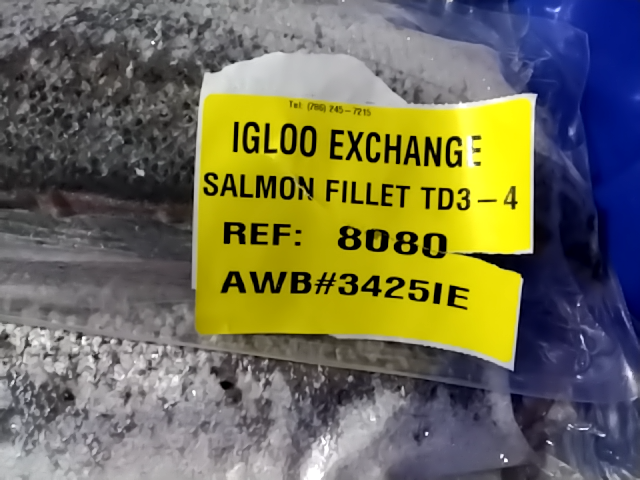 Tel: (786) 245-7215
IGLOO EXCHANGE
SALMON FILLET TD3-4
REF: 8080
AWB#3425IE